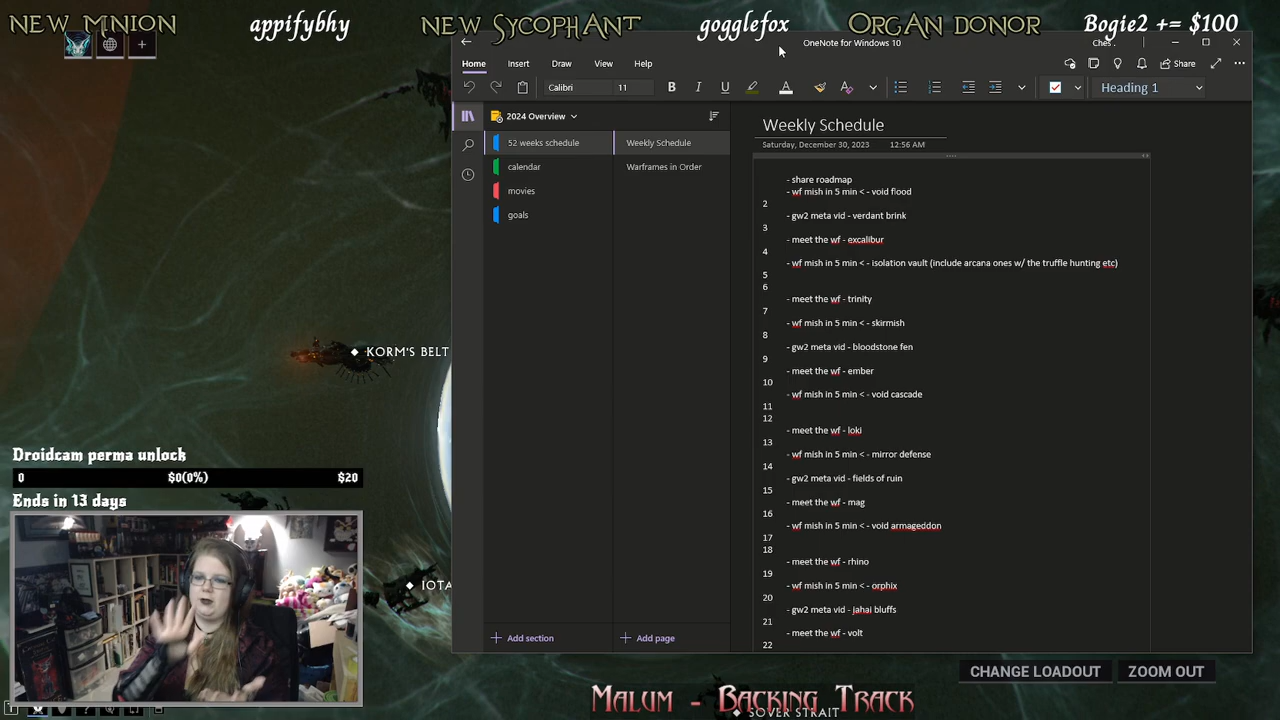 NEW MINION appifybhy NEW SYCOPHANT gogglefox ORGAN DONOR Bogie2 += $100
OneNote for Windows 10
Ches .
Home Insert Draw View Help
Share
Calibri 11 B I U A Heading 1
2024 Overview
52 weeks schedule
calendar
movies
goals
Add section
Weekly Schedule
Warframes in Order
Add page
Weekly Schedule
Saturday, December 30, 2023 12:56 AM
- share roadmap
- wf mish in 5 min < - void flood
2
- gw2 meta vid - verdant brink
3
- meet the wf - excalibur
4
- wf mish in 5 min < - isolation vault (include arcana ones w/ the truffle hunting etc)
5
6
- meet the wf - trinity
7
- wf mish in 5 min < - skirmish
8
- gw2 meta vid - bloodstone fen
9
- meet the wf - ember
10
- wf mish in 5 min < - void cascade
11
12
- meet the wf - loki
13
- wf mish in 5 min < - mirror defense
14
- gw2 meta vid - fields of ruin
15
- meet the wf - mag
16
- wf mish in 5 min < - void armageddon
17
18
- meet the wf - rhino
19
- wf mish in 5 min < - orphix
20
- gw2 meta vid - jahai bluffs
21
- meet the wf - volt
22
KORM'S BELT
IOTA
Droidcam perma unlock
0 $0(0%) $20
Ends in 13 days
CHANGE LOADOUT ZOOM OUT
Malum - Backing Track
SOVER STRAIT